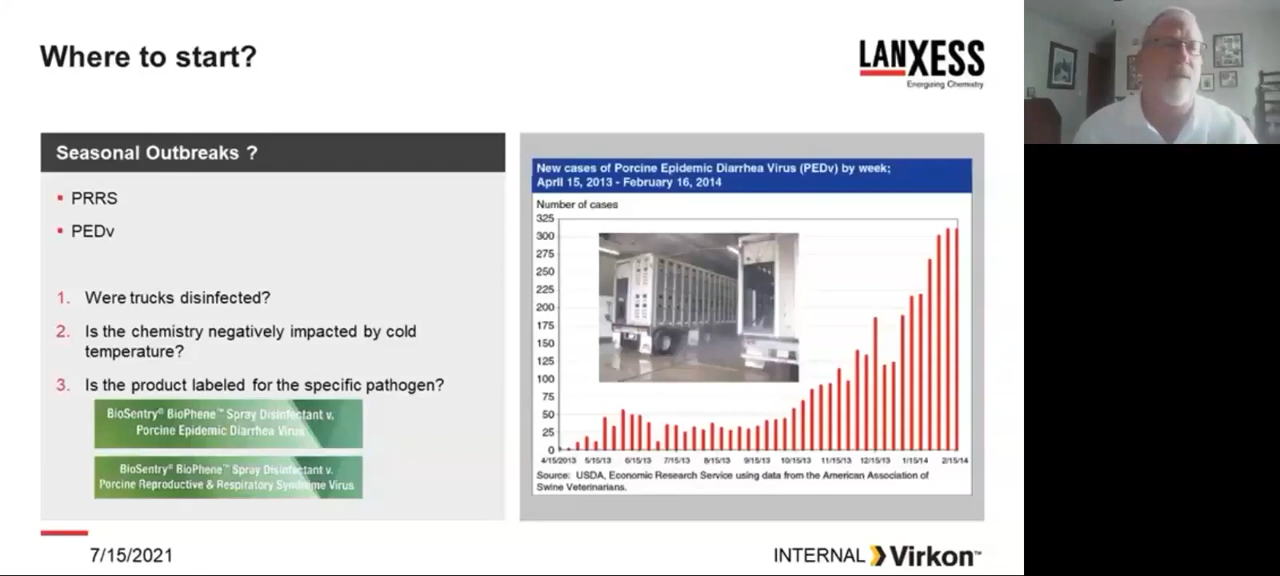 Where to start?
LANXESS
Energizing Chemistry
Seasonal Outbreaks ?
▪ PRRS
▪ PEDv
1. Were trucks disinfected?
2. Is the chemistry negatively impacted by cold
temperature?
3. Is the product labeled for the specific pathogen?
BioSentry® BioPhene™ Spray Disinfectant v.
Porcine Epidemic Diarrhea Virus
BioSentry® BioPhene™ Spray Disinfectant v.
Porcine Reproductive & Respiratory Syndrome Virus
New cases of Porcine Epidemic Diarrhea Virus (PEDv) by week;
April 15, 2013 - February 16, 2014
Number of cases
325
300
275
250
225
200
175
150
125
100
75
50
25
0
4/15/2013 5/15/13 6/15/13 7/15/13 8/15/13 9/15/13 10/15/13 11/15/13 12/15/13 1/15/14 2/15/14
Source: USDA, Economic Research Service using data from the American Association of
Swine Veterinarians.
7/15/2021
INTERNAL Virkon™